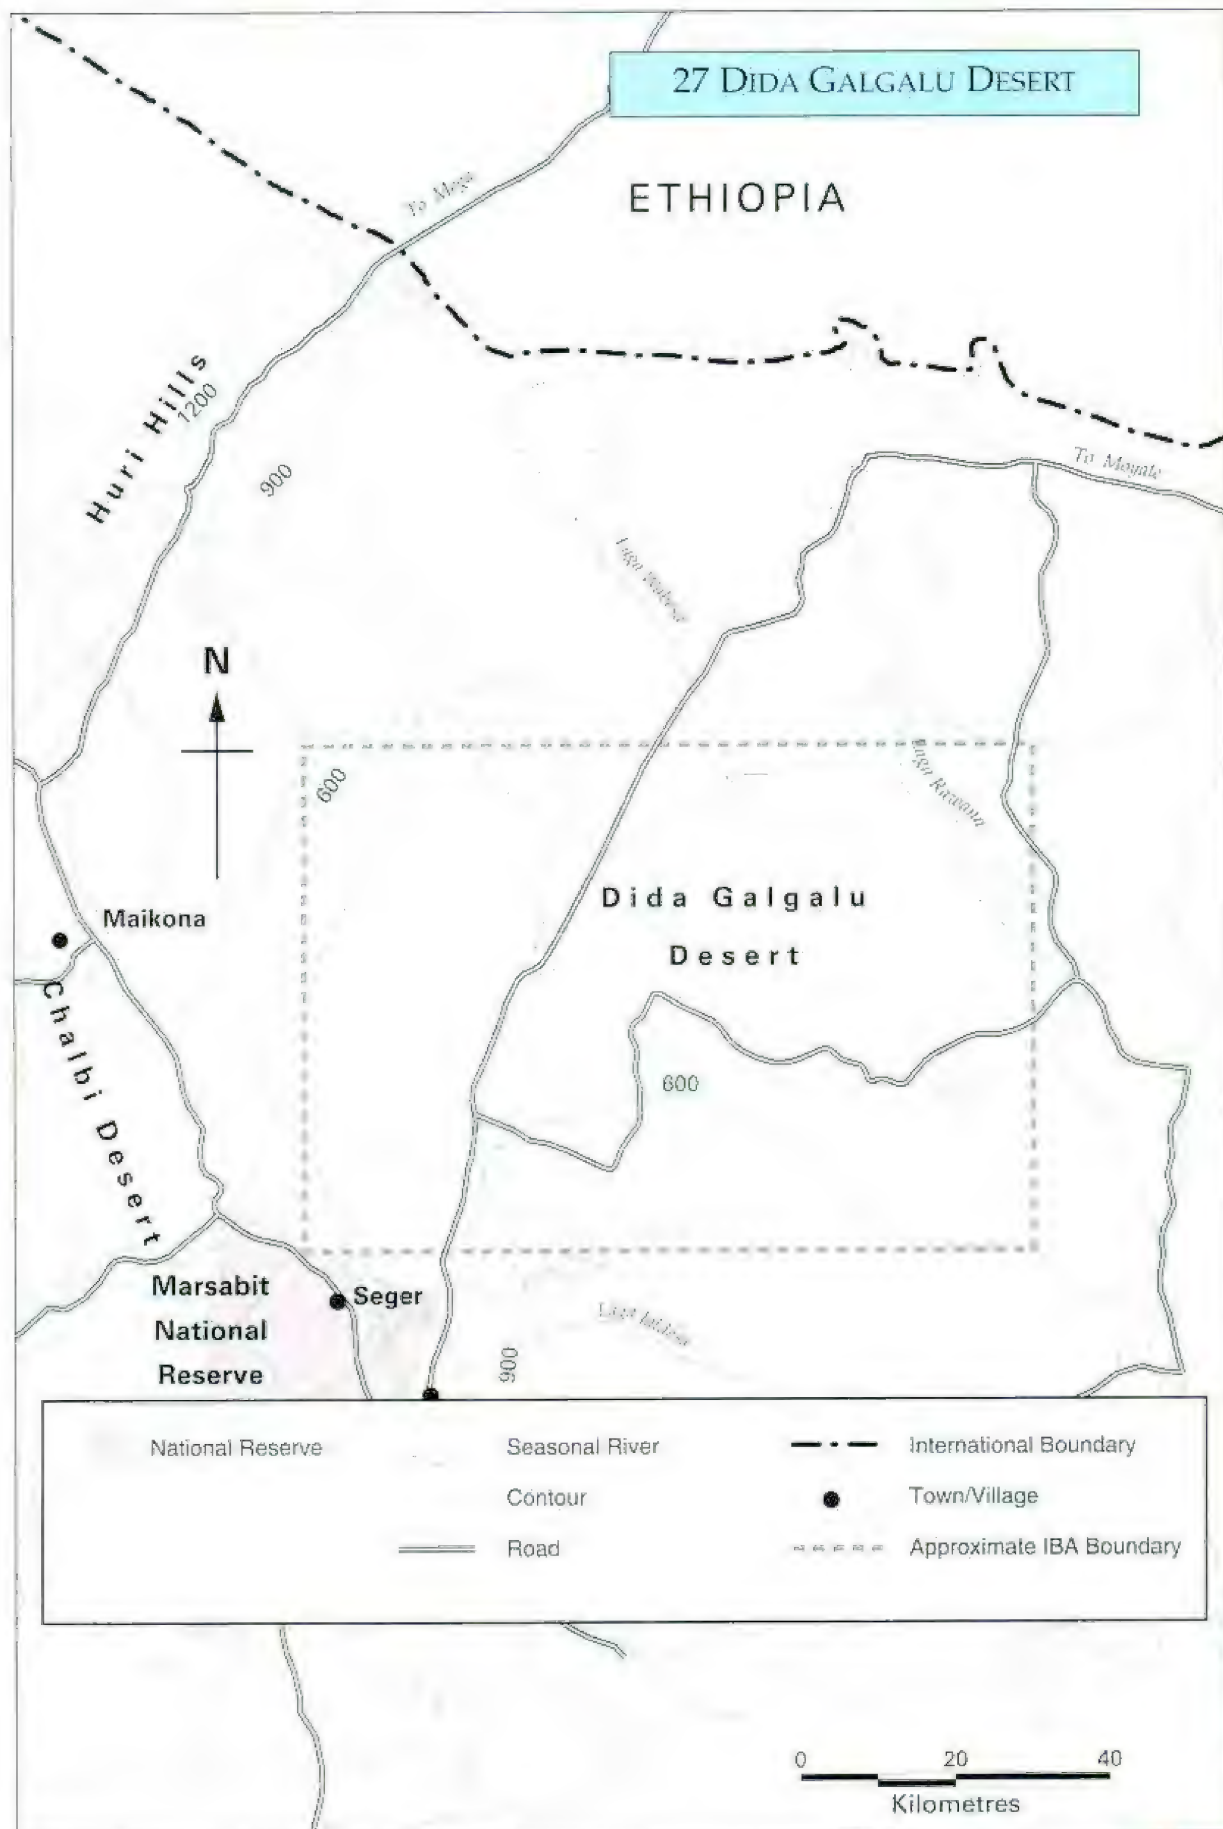 27 DIDA GALGALU DESERT
ETHIOPIA
To Mega
Huri Hills
1200
900
To Moyale
N
600
Dida Galgalu
Desert
Maikona
Chalbi Desert
600
Marsabit
National
Reserve
Seger
900
National Reserve
Seasonal River
International Boundary
Contour
Town/Village
Road
Approximate IBA Boundary
0 20 40
Kilometres